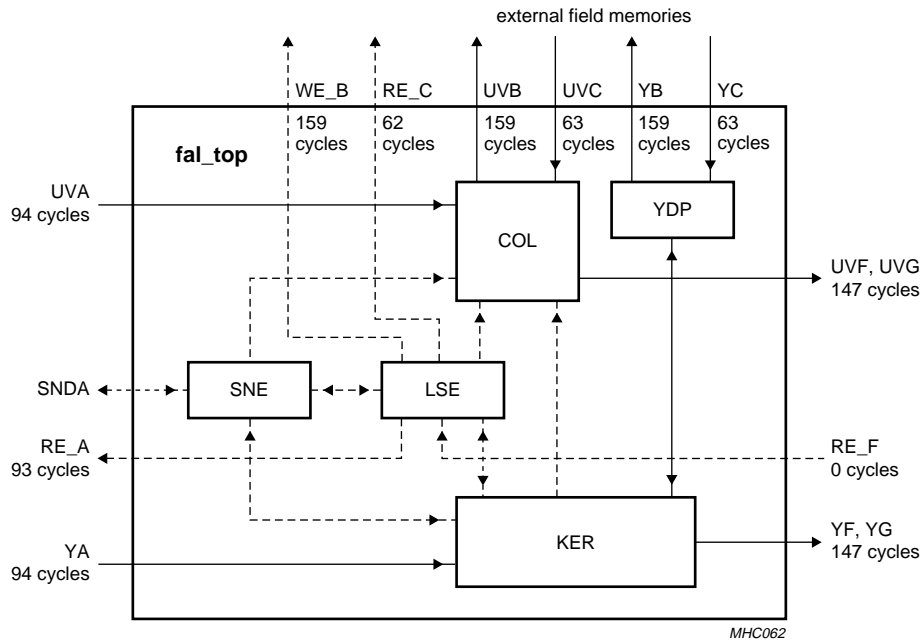 external field memories
WE_B
RE_C
UVB
UVC
YB
YC
159
cycles
62
cycles
159
cycles
63
cycles
159
cycles
63
cycles
fal_top
UVA
94 cycles
COL
YDP
UVF, UVG
147 cycles
SNDA
SNE
LSE
RE_A
93 cycles
RE_F
0 cycles
KER
YA
94 cycles
YF, YG
147 cycles
MHC062